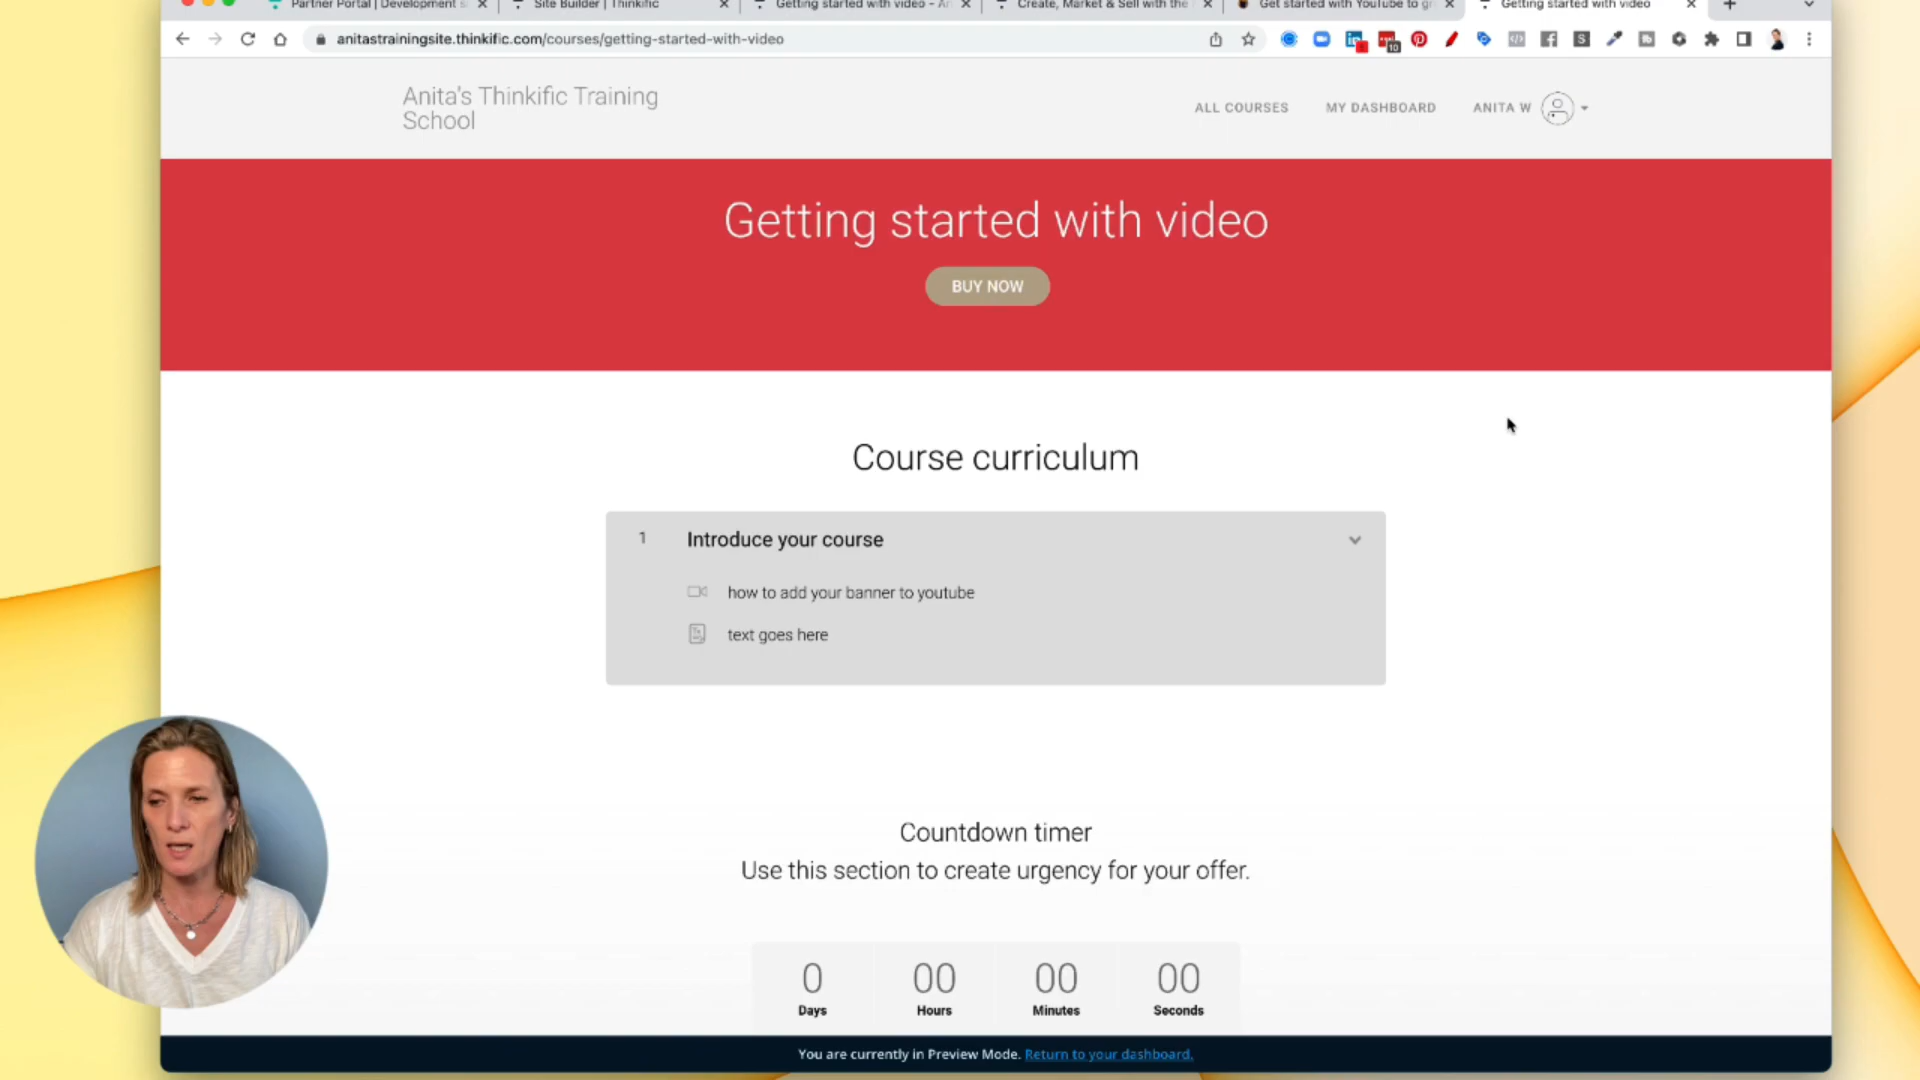 Partner Portal | Development s
Site Builder | Thinkific
Getting started with video - A
Create, Market & Sell with the
Get started with YouTube to g
Getting started with video
anitastrainingsite.thinkific.com/courses/getting-started-with-video
10
Anita's Thinkific Training
School
ALL COURSES
MY DASHBOARD
ANITA W
Getting started with video
BUY NOW
Course curriculum
1
Introduce your course
how to add your banner to youtube
text goes here
Countdown timer
Use this section to create urgency for your offer.
0
00
00
00
Days
Hours
Minutes
Seconds
You are currently in Preview Mode. Return to your dashboard.